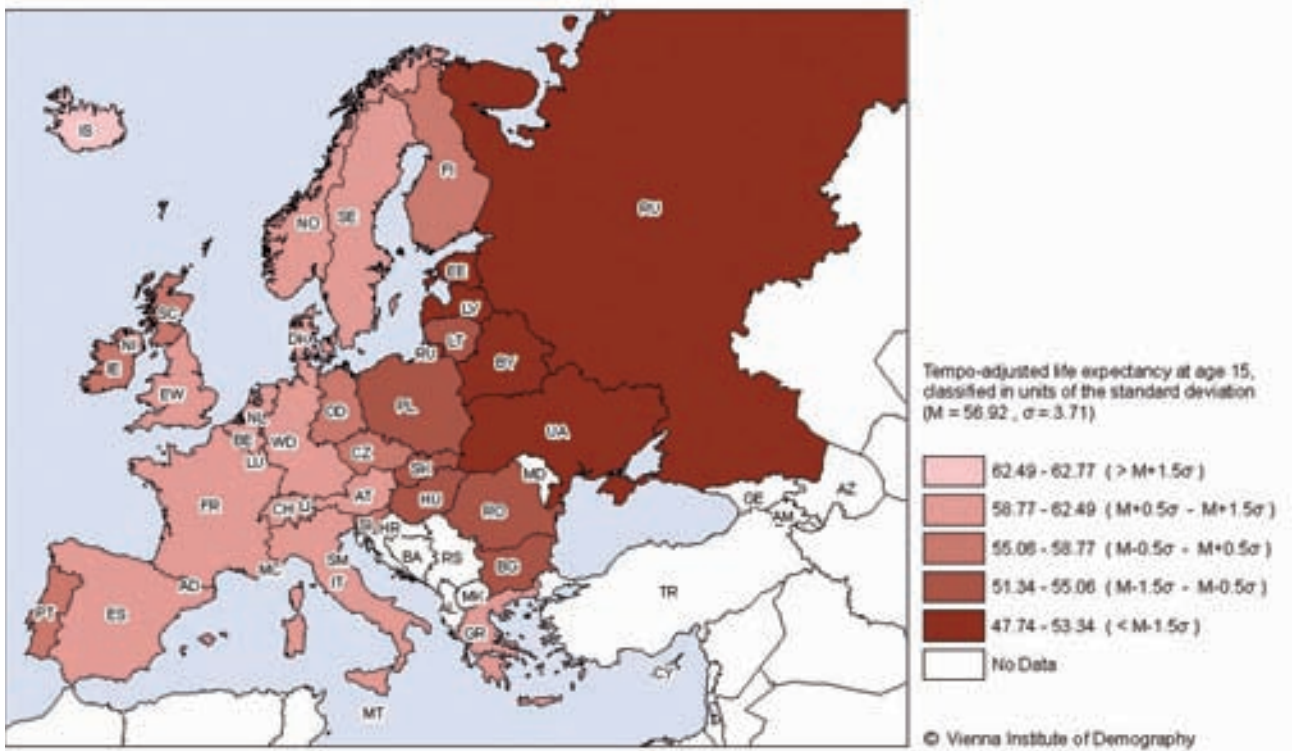 IS
FI
RU
NO
SE
EE
SC
LV
DK
NI
LT
RU
IE
BY
EW
NL
OD
PL
BE
WD
UA
CZ
LU
SK
MD
AT
FR
CH
LI
HU
RO
GE
AZ
SI
HR
AM
SM
BA
RS
MC
BG
IT
AD
MK
TR
PT
ES
AL
GR
CY
MT
Tempo-adjusted life expectancy at age 15,
classified in units of the standard deviation
(M = 56.92 , σ = 3.71)
62.49 - 62.77 ( > M+1.5σ )
58.77 - 62.49 ( M+0.5σ - M+1.5σ )
55.06 - 58.77 ( M-0.5σ - M+0.5σ )
51.34 - 55.06 ( M-1.5σ - M-0.5σ )
47.74 - 53.34 ( < M-1.5σ )
No Data
© Vienna Institute of Demography